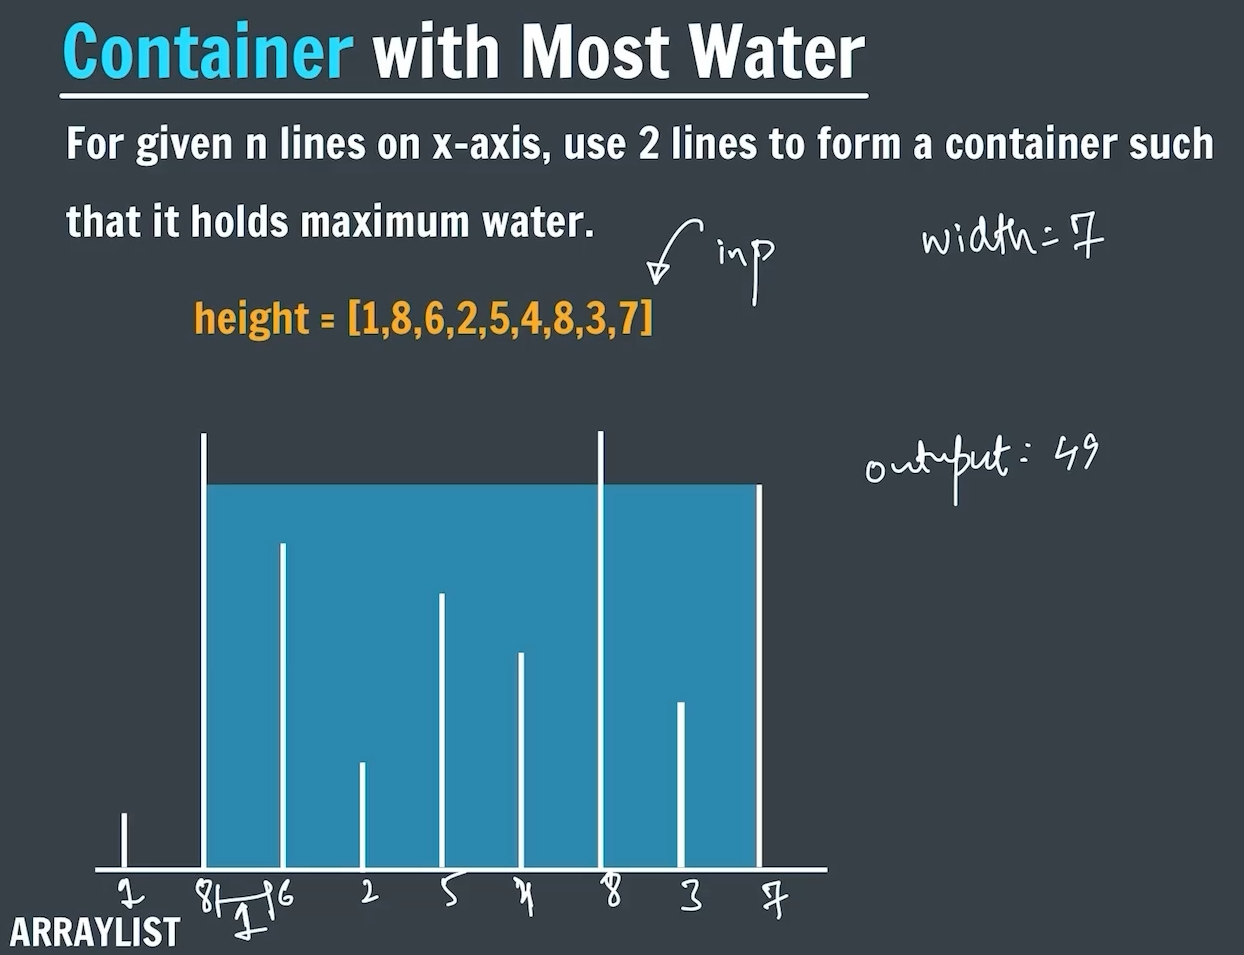 Container with Most Water
For given n lines on x-axis, use 2 lines to form a container such
that it holds maximum water.
inp
width = 7
height = [1,8,6,2,5,4,8,3,7]
output: 49
1 8 6 2 5 4 8 3 7
1
ARRAYLIST